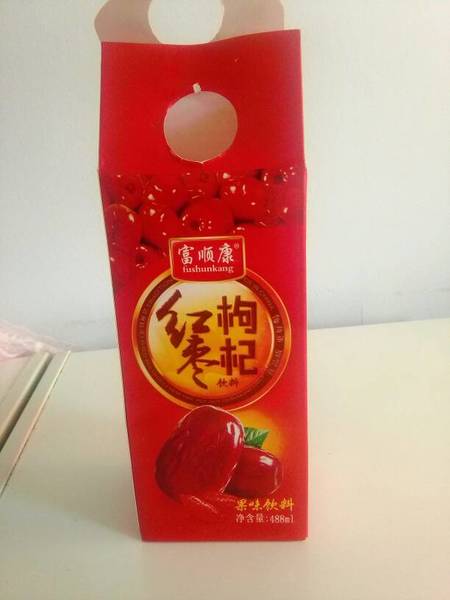 富顺康®
fushunkang
红枣
枸杞
饮料
果味饮料
净含量:488ml